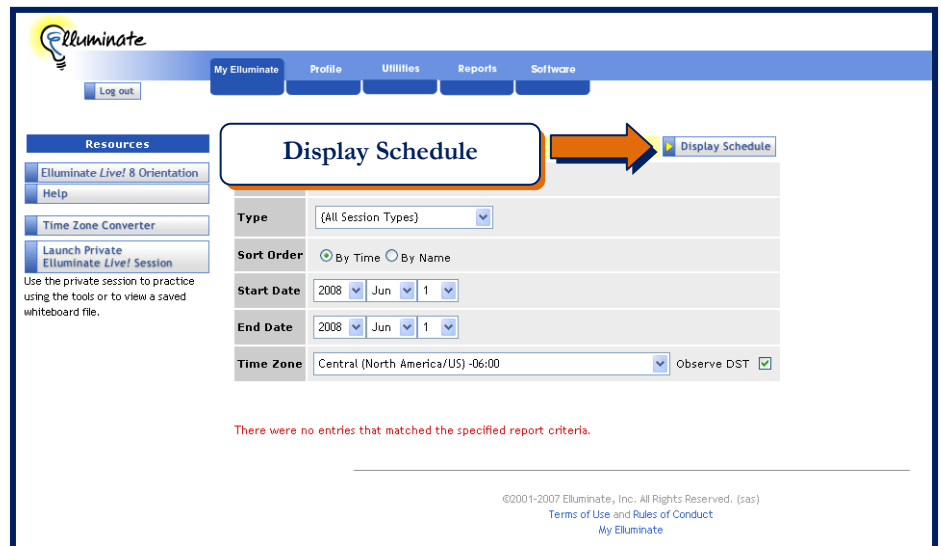 Elluminate
My Elluminate Profile Utilities Reports Software
Log out
Resources
Elluminate Live! 8 Orientation
Help
Time Zone Converter
Launch Private
Elluminate Live! Session
Use the private session to practice
using the tools or to view a saved
whiteboard file.
Display Schedule
Display Schedule
Type {All Session Types}
Sort Order By Time By Name
Start Date 2008 Jun 1
End Date 2008 Jun 1
Time Zone Central (North America/US) -06:00 Observe DST
There were no entries that matched the specified report criteria.
©2001-2007 Elluminate, Inc. All Rights Reserved. (sas)
Terms of Use and Rules of Conduct
My Elluminate